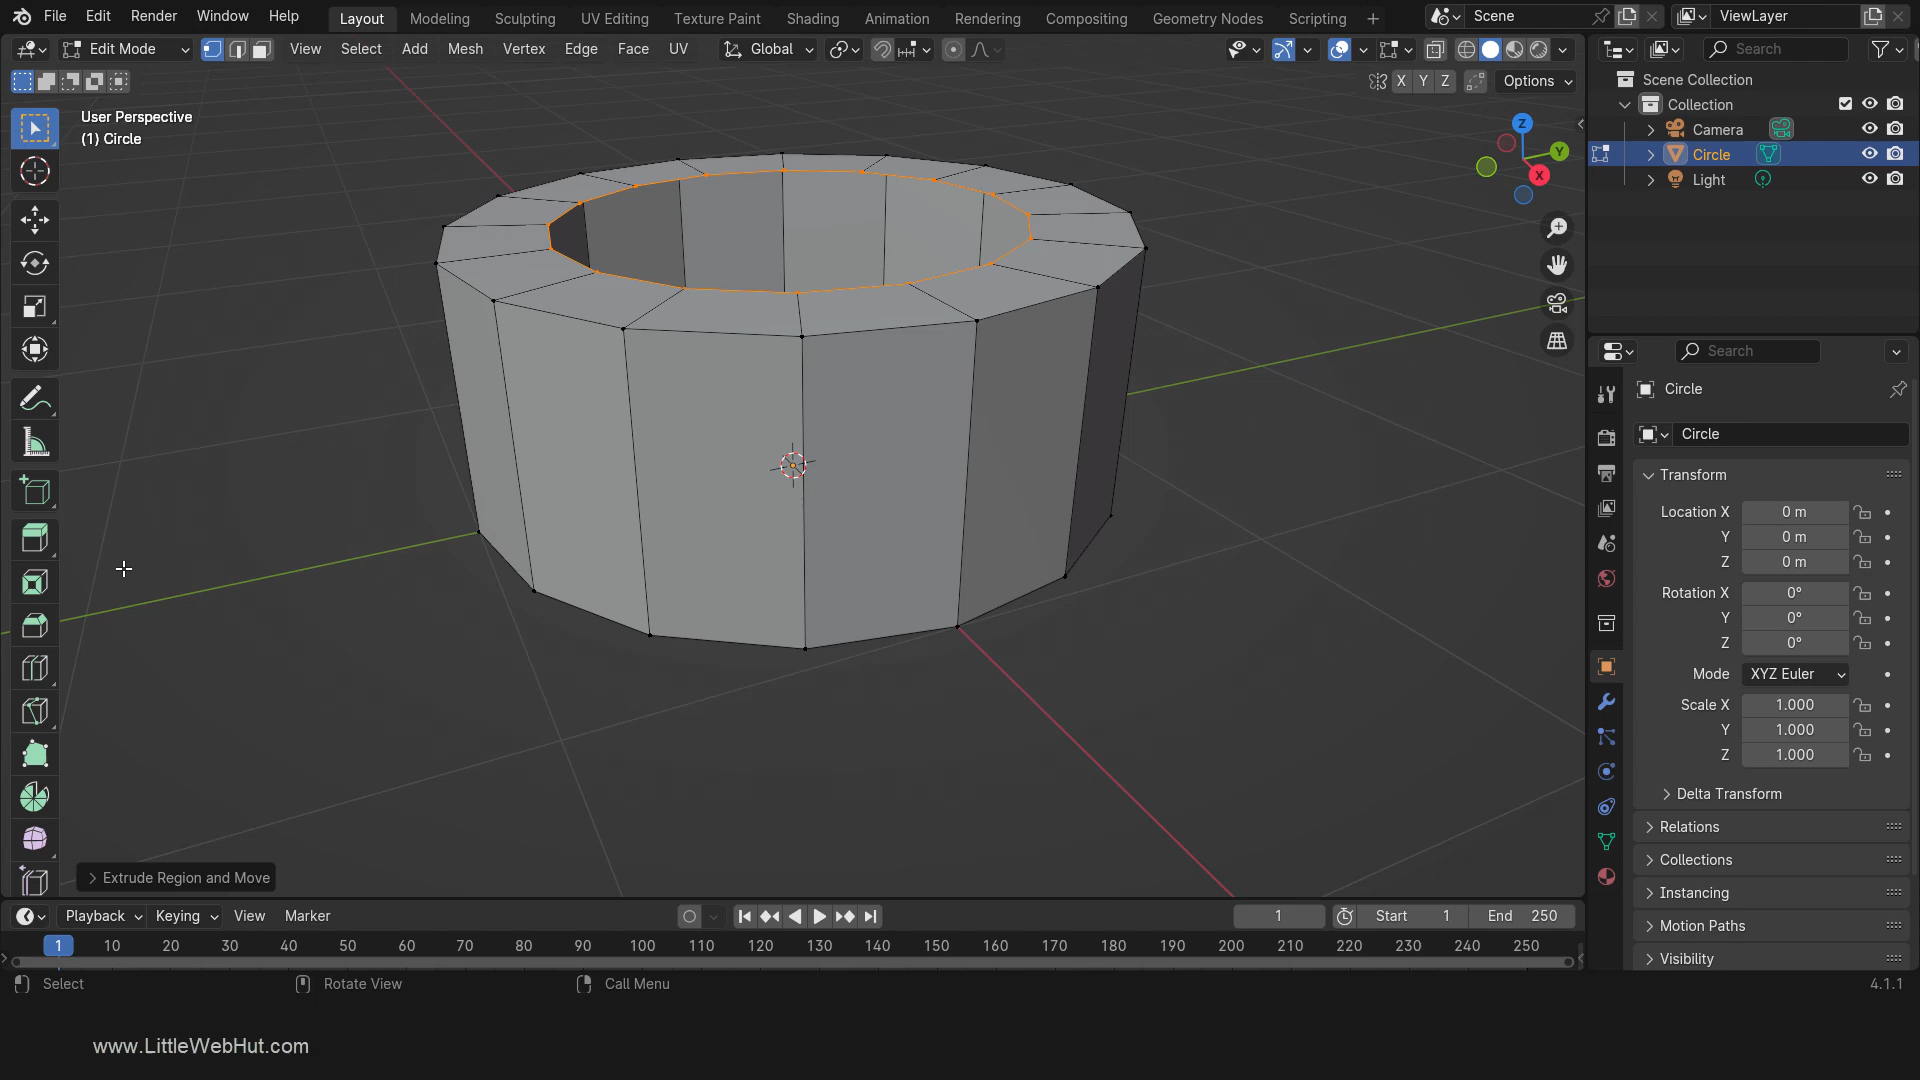 File Edit Render Window Help Layout Modeling Sculpting UV Editing Texture Paint Shading Animation Rendering Compositing Geometry Nodes Scripting + Scene ViewLayer
Edit Mode View Select Add Mesh Vertex Edge Face UV Global Search
X Y Z Options
User Perspective
(1) Circle
Z
Y
X
Scene Collection
Collection
Camera
Circle
Light
Search
Circle
Circle
Transform
Location X 0 m
Y 0 m
Z 0 m
Rotation X 0°
Y 0°
Z 0°
Mode XYZ Euler
Scale X 1.000
Y 1.000
Z 1.000
Delta Transform
Relations
Collections
Instancing
Motion Paths
Visibility
Extrude Region and Move
Playback Keying View Marker 1 Start 1 End 250
1 10 20 30 40 50 60 70 80 90 100 110 120 130 140 150 160 170 180 190 200 210 220 230 240 250
Select Rotate View Call Menu 4.1.1
www.LittleWebHut.com